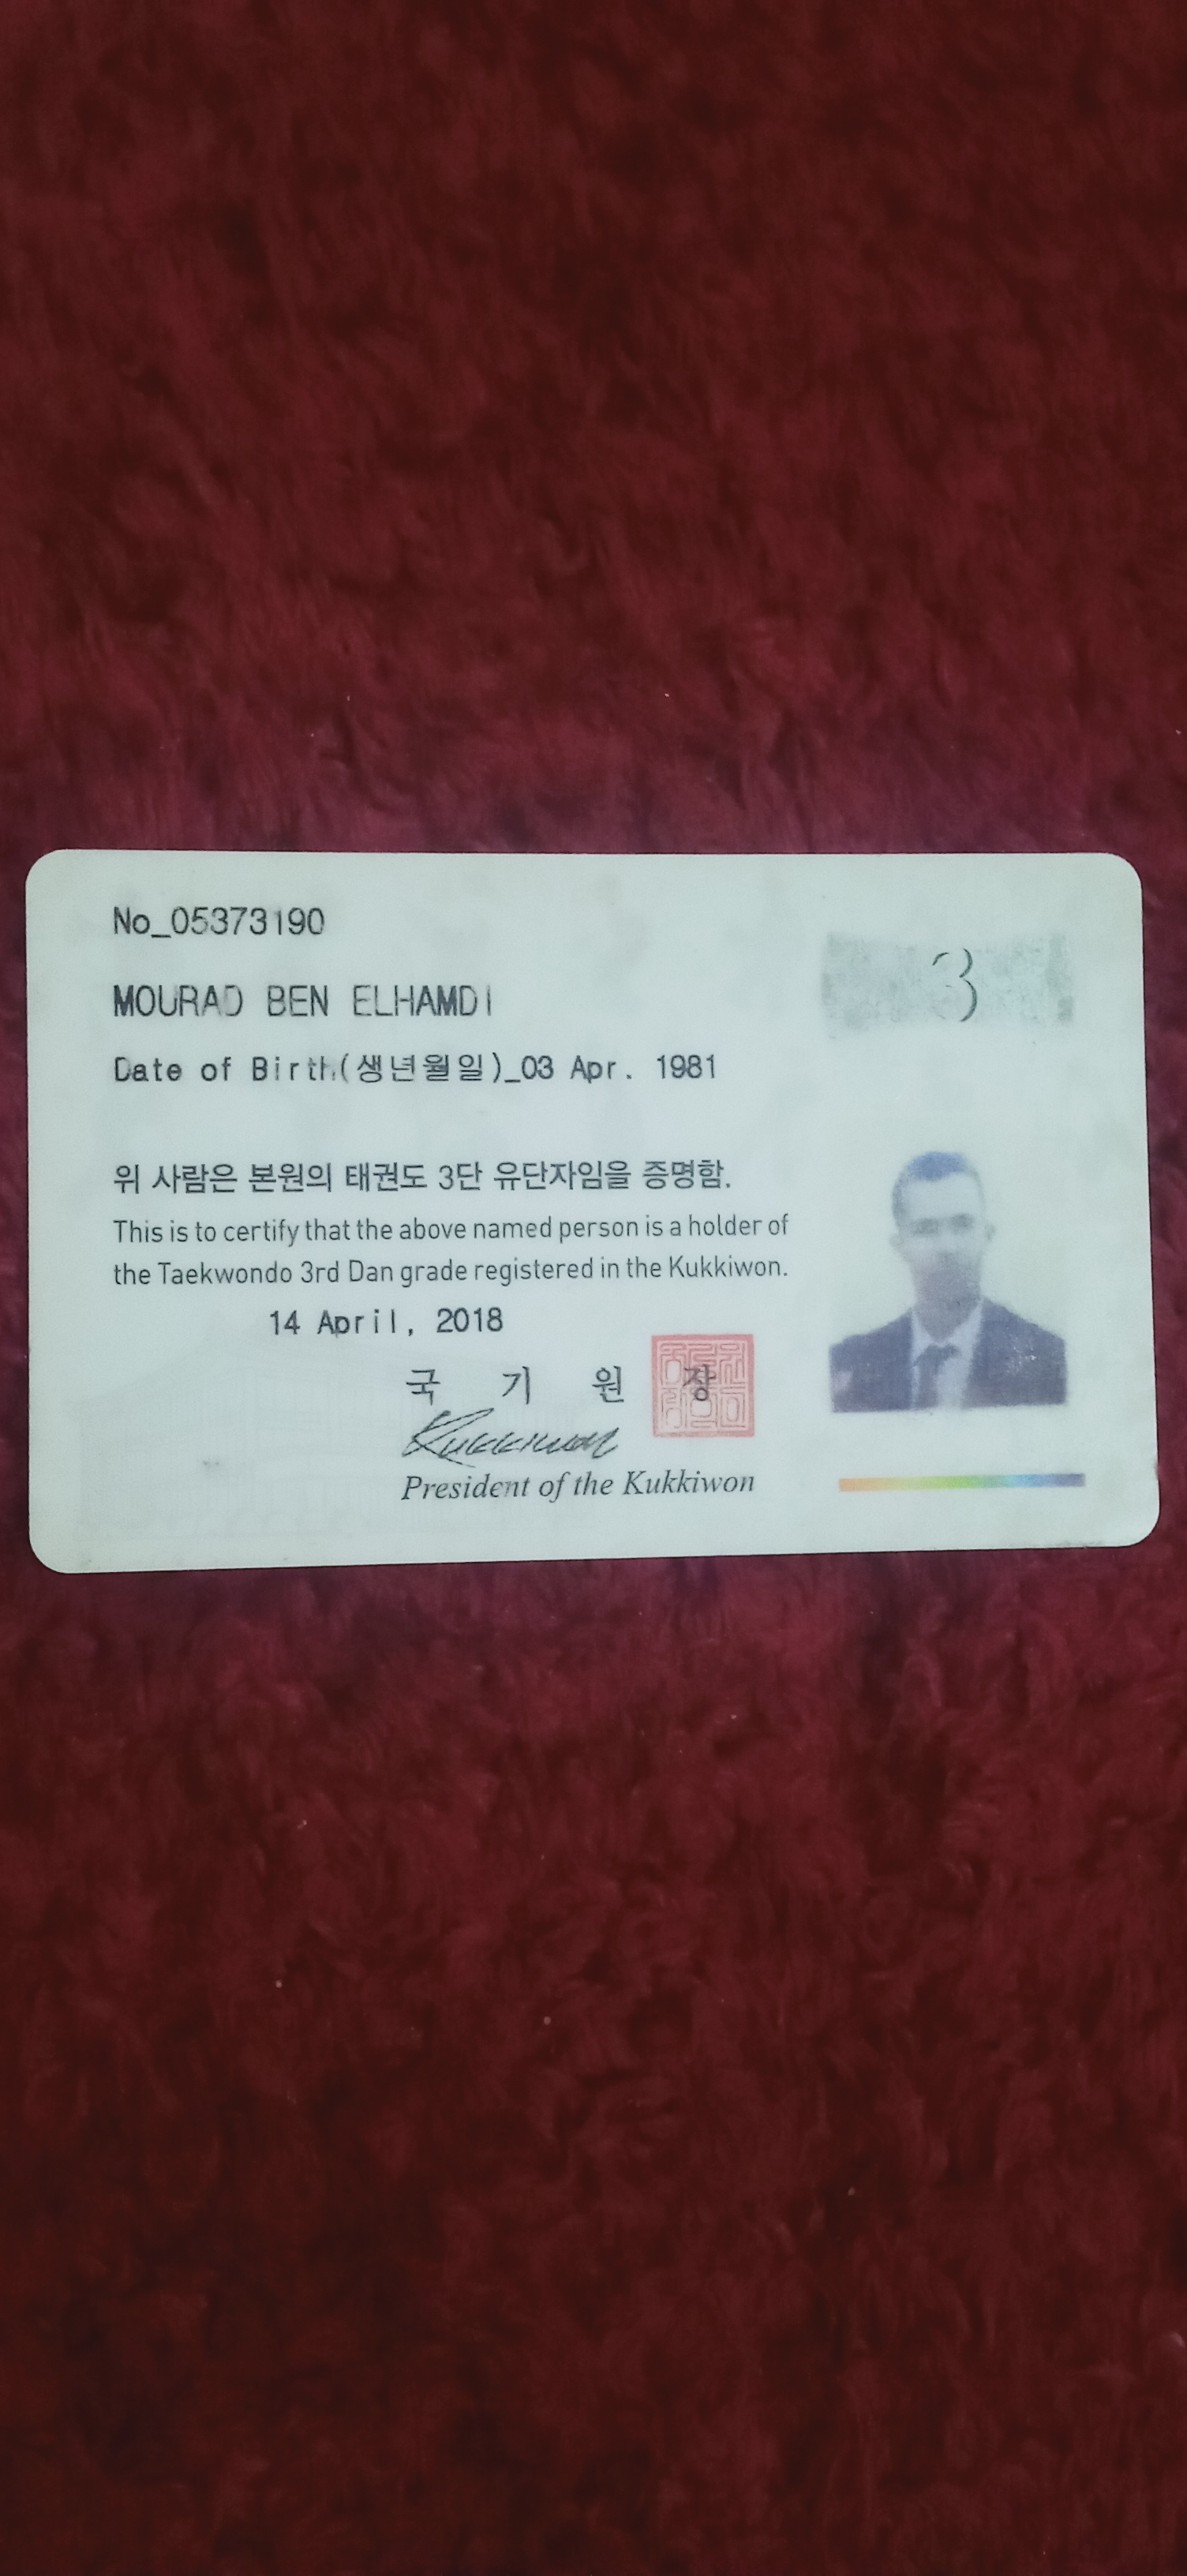 No_05373190
3
MOURAD BEN ELHAMDI
Date of Birth(생년월일)_03 Apr. 1981
위 사람은 본원의 태권도 3단 유단자임을 증명함.
This is to certify that the above named person is a holder of
the Taekwondo 3rd Dan grade registered in the Kukkiwon.
14 April, 2018
국 기 원 장
Kukkiwon
President of the Kukkiwon